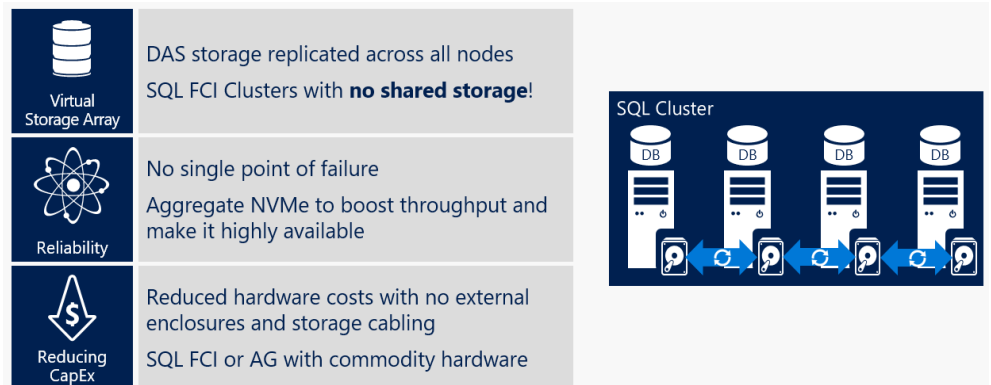 Virtual
Storage Array
DAS storage replicated across all nodes
SQL FCI Clusters with no shared storage!
Reliability
No single point of failure
Aggregate NVMe to boost throughput and
make it highly available
$
Reducing
CapEx
Reduced hardware costs with no external
enclosures and storage cabling
SQL FCI or AG with commodity hardware
SQL Cluster
DB
DB
DB
DB